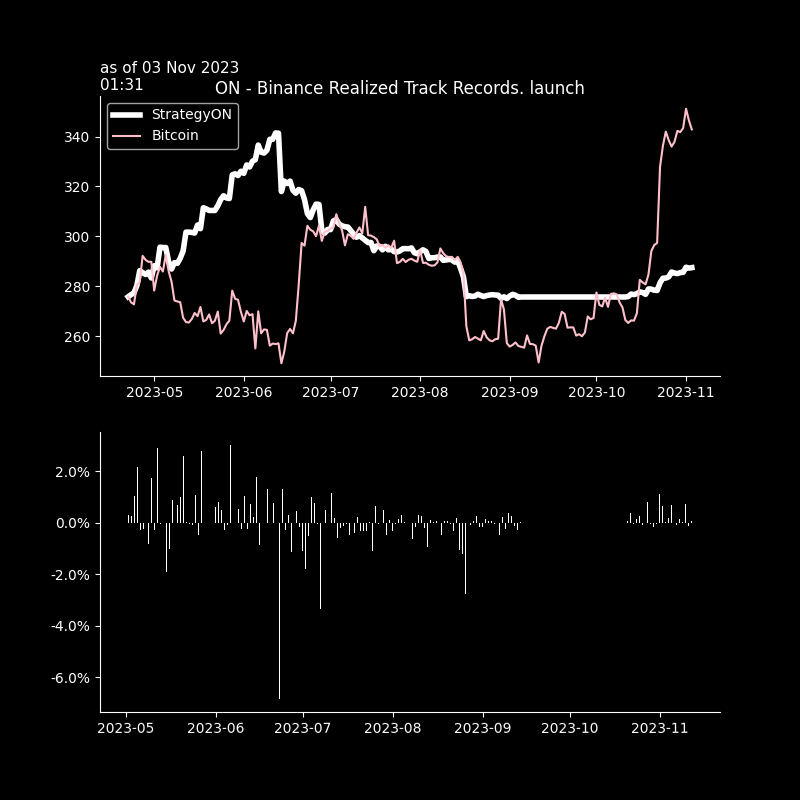 as of 03 Nov 2023
01:31
ON - Binance Realized Track Records. launch
StrategyON
Bitcoin
340
320
300
280
260
2023-05 2023-06 2023-07 2023-08 2023-09 2023-10 2023-11
2.0%
0.0%
-2.0%
-4.0%
-6.0%
2023-05 2023-06 2023-07 2023-08 2023-09 2023-10 2023-11